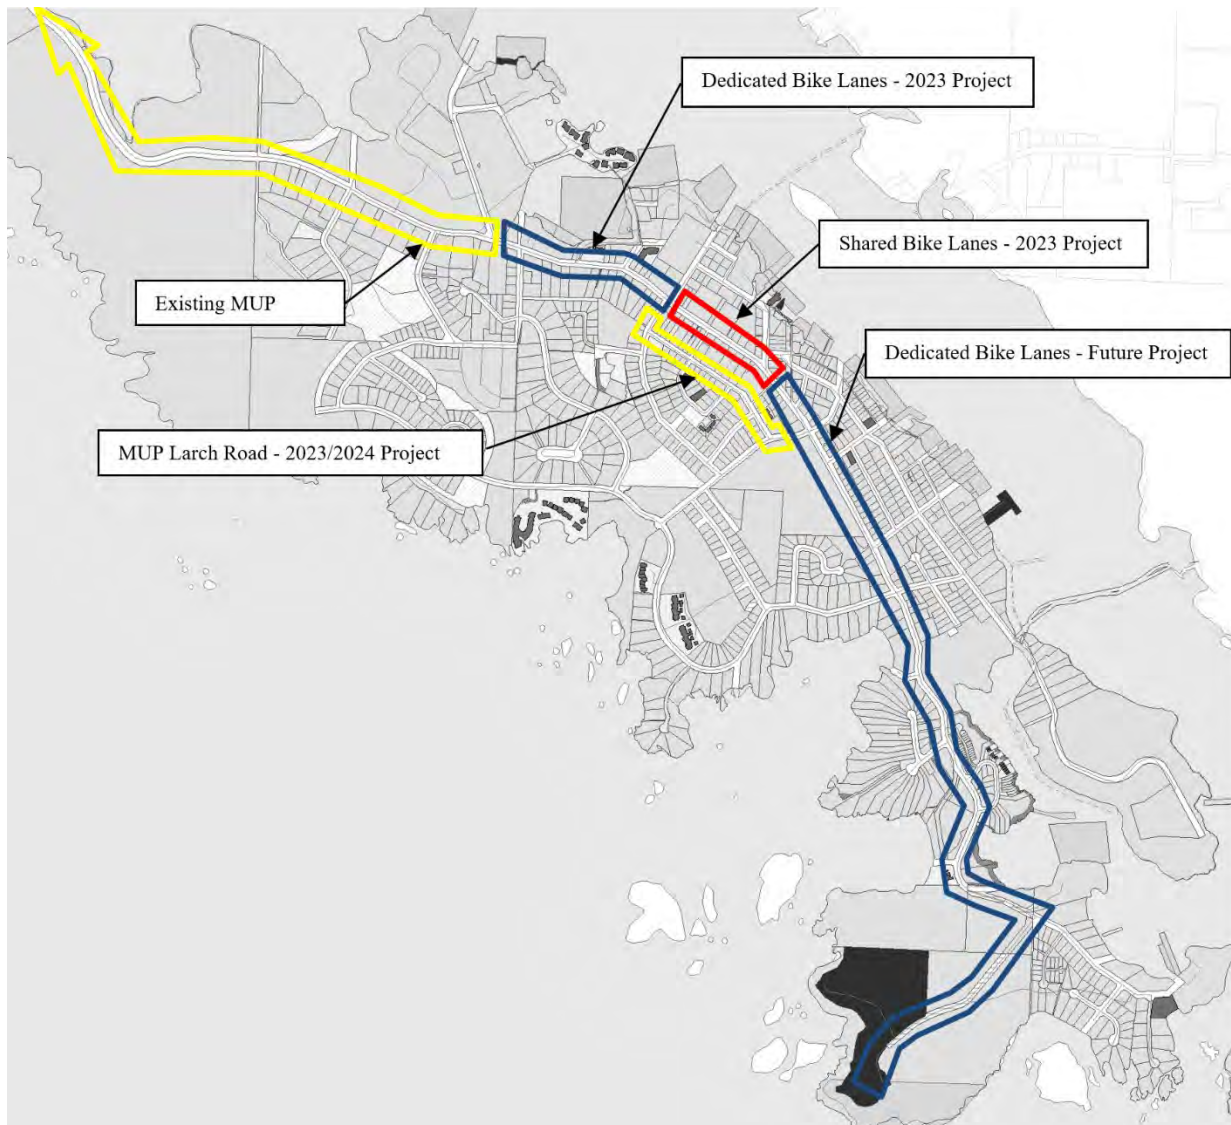 Dedicated Bike Lanes - 2023 Project
Shared Bike Lanes - 2023 Project
Existing MUP
Dedicated Bike Lanes - Future Project
MUP Larch Road - 2023/2024 Project